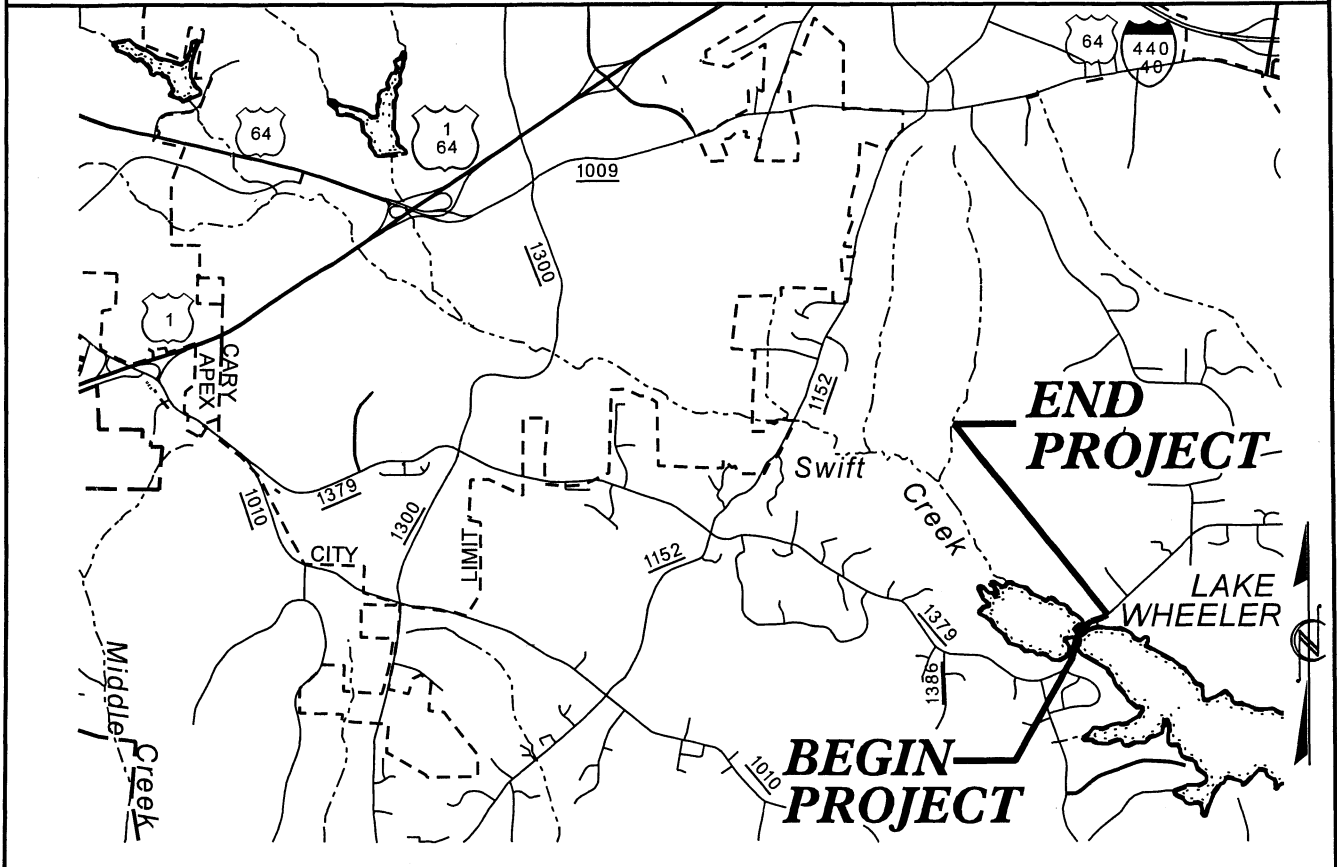 64
440
40
64
1
64
1009
1300
1
CARY
APEX
1152
END
PROJECT
Swift
Creek
1379
1010
1300
LIMIT
CITY
1152
LAKE
WHEELER
1379
1386
N
Middle
Creek
BEGIN
PROJECT
1010